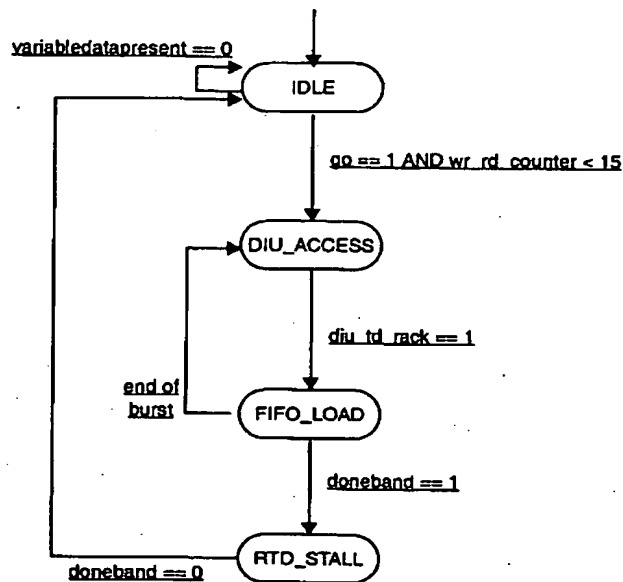 variabledatapresent == 0
IDLE
go == 1 AND wr_rd_counter < 15
DIU_ACCESS
diu_td_rack == 1
end of
burst
FIFO_LOAD
doneband == 1
RTD_STALL
doneband == 0